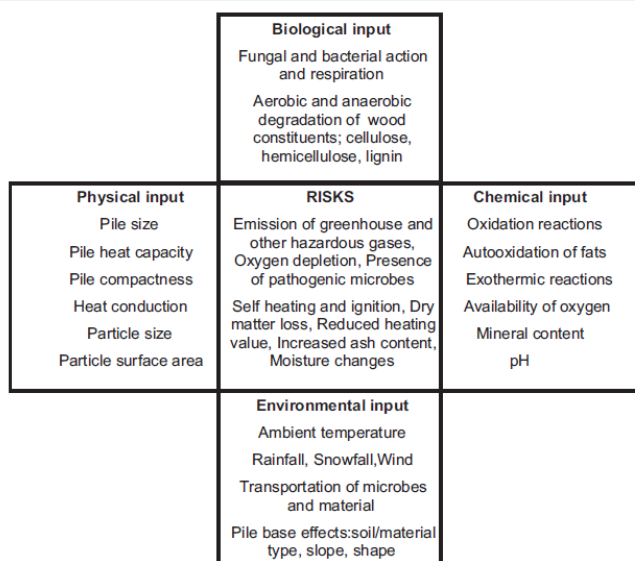 Biological input
Fungal and bacterial action
and respiration
Aerobic and anaerobic
degradation of wood
constituents; cellulose,
hemicellulose, lignin
Physical input
Pile size
Pile heat capacity
Pile compactness
Heat conduction
Particle size
Particle surface area
RISKS
Emission of greenhouse and
other hazardous gases,
Oxygen depletion, Presence
of pathogenic microbes
Self heating and ignition, Dry
matter loss, Reduced heating
value, Increased ash content,
Moisture changes
Chemical input
Oxidation reactions
Autooxidation of fats
Exothermic reactions
Availability of oxygen
Mineral content
pH
Environmental input
Ambient temperature
Rainfall, Snowfall,Wind
Transportation of microbes
and material
Pile base effects:soil/material
type, slope, shape